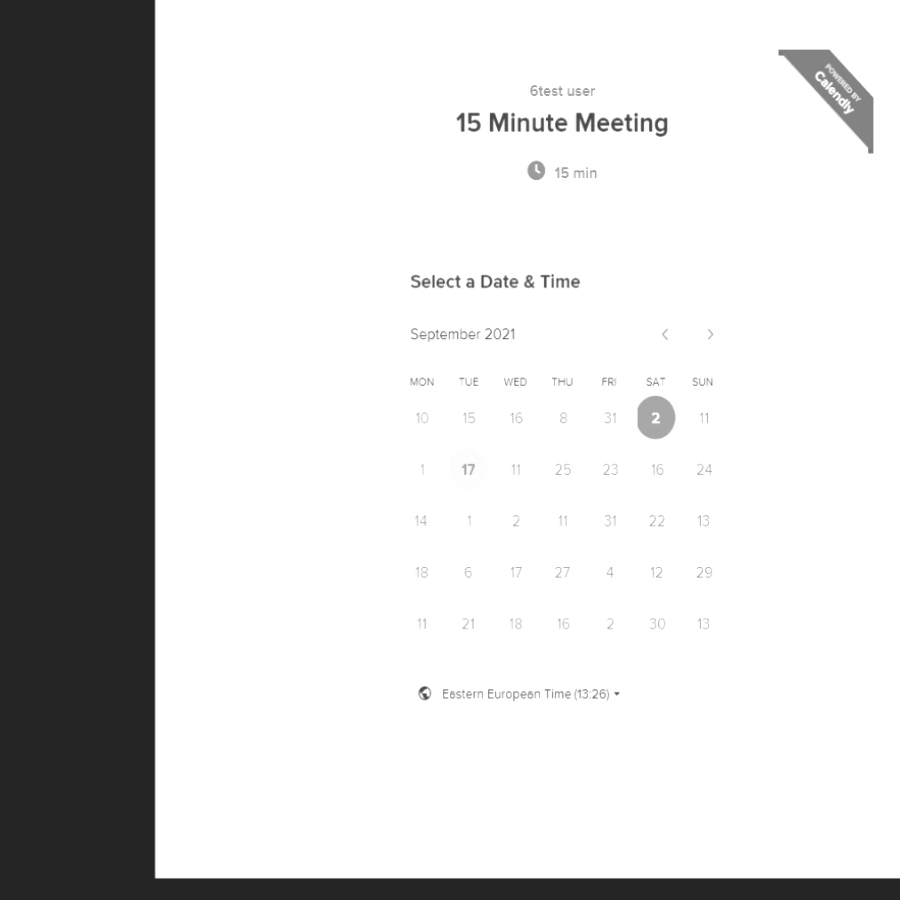 POWERED BY
Calendly
6test user
15 Minute Meeting
15 min
Select a Date & Time
September 2021
MON TUE WED THU FRI SAT SUN
10 15 16 8 31 2 11
1 17 11 25 23 16 24
14 1 2 11 31 22 13
18 6 17 27 4 12 29
11 21 18 16 2 30 13
Eastern European Time (13:26)